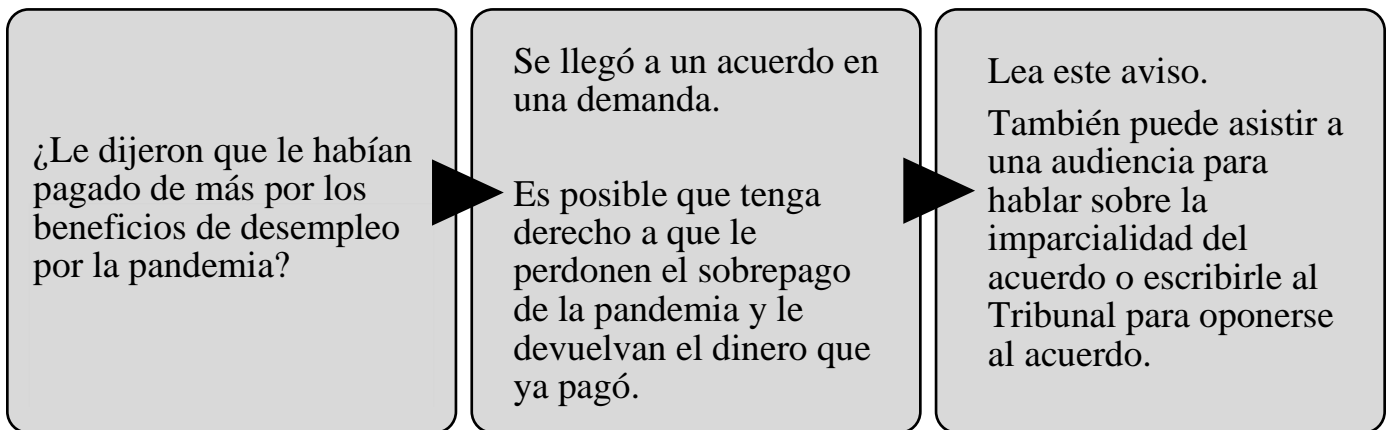 ¿Le dijeron que le habían
pagado de más por los
beneficios de desempleo
por la pandemia?
Se llegó a un acuerdo en
una demanda.
Es posible que tenga
derecho a que le
perdonen el sobrepago
de la pandemia y le
devuelvan el dinero que
ya pagó.
Lea este aviso.
También puede asistir a
una audiencia para
hablar sobre la
imparcialidad del
acuerdo o escribirle al
Tribunal para oponerse
al acuerdo.